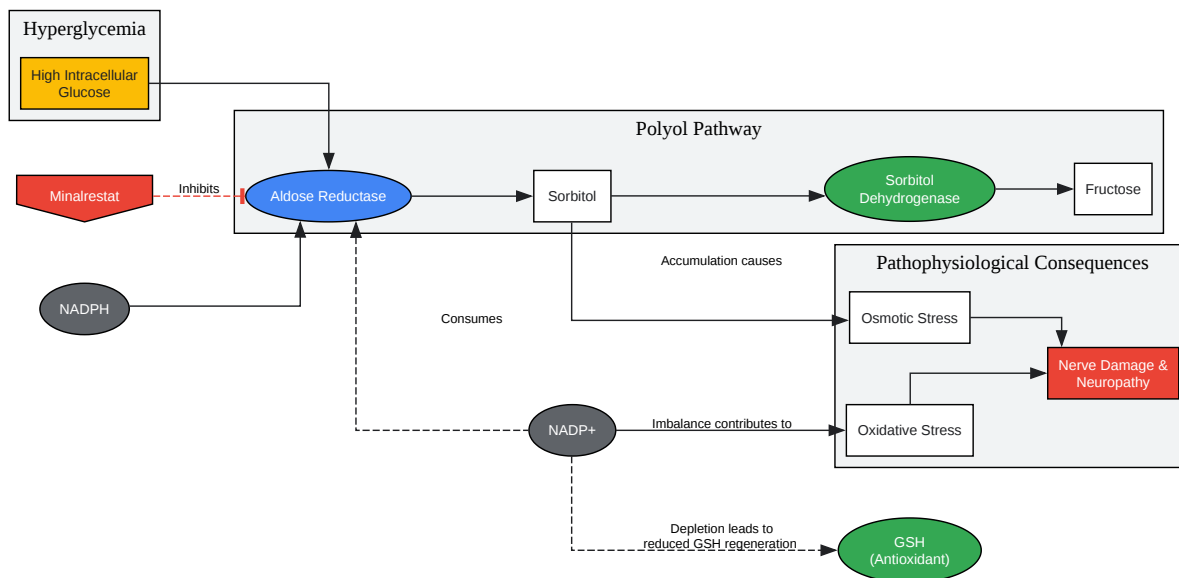 Hyperglycemia
High Intracellular
Glucose
Polyol Pathway
Minalrestat
Inhibits
Aldose Reductase
Sorbitol
Sorbitol
Dehydrogenase
Fructose
Accumulation causes
Pathophysiological Consequences
NADPH
Consumes
Osmotic Stress
Nerve Damage &
Neuropathy
NADP+
Imbalance contributes to
Oxidative Stress
Depletion leads to
reduced GSH regeneration
GSH
(Antioxidant)